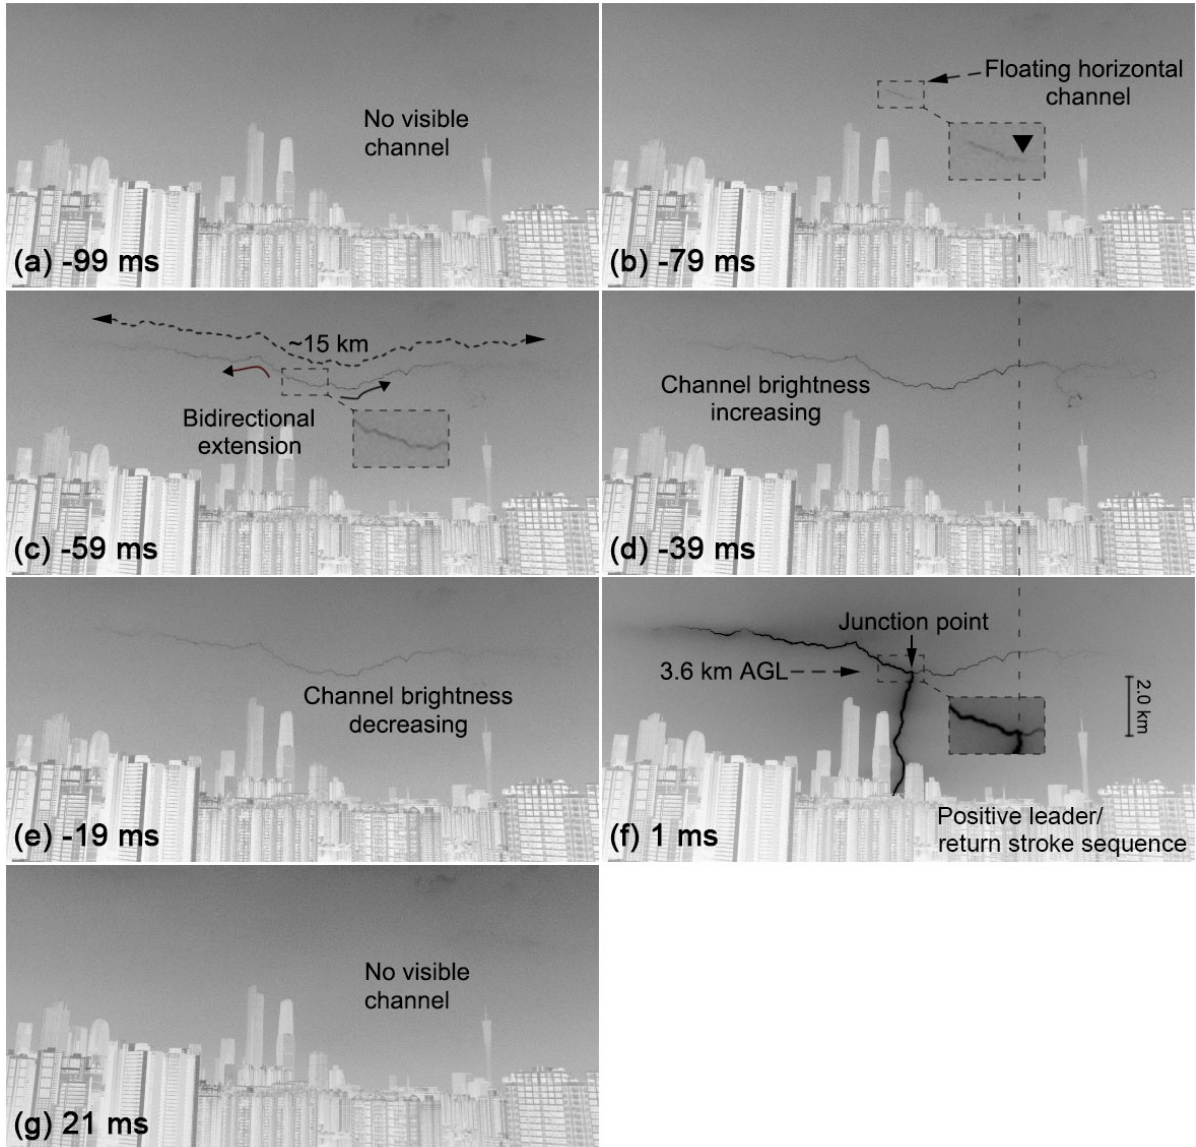 No visible
channel
(a) -99 ms
Floating horizontal
channel
(b) -79 ms
~15 km
Bidirectional
extension
(c) -59 ms
Channel brightness
increasing
(d) -39 ms
Channel brightness
decreasing
(e) -19 ms
Junction point
3.6 km AGL
2.0 km
Positive leader/
return stroke sequence
(f) 1 ms
No visible
channel
(g) 21 ms